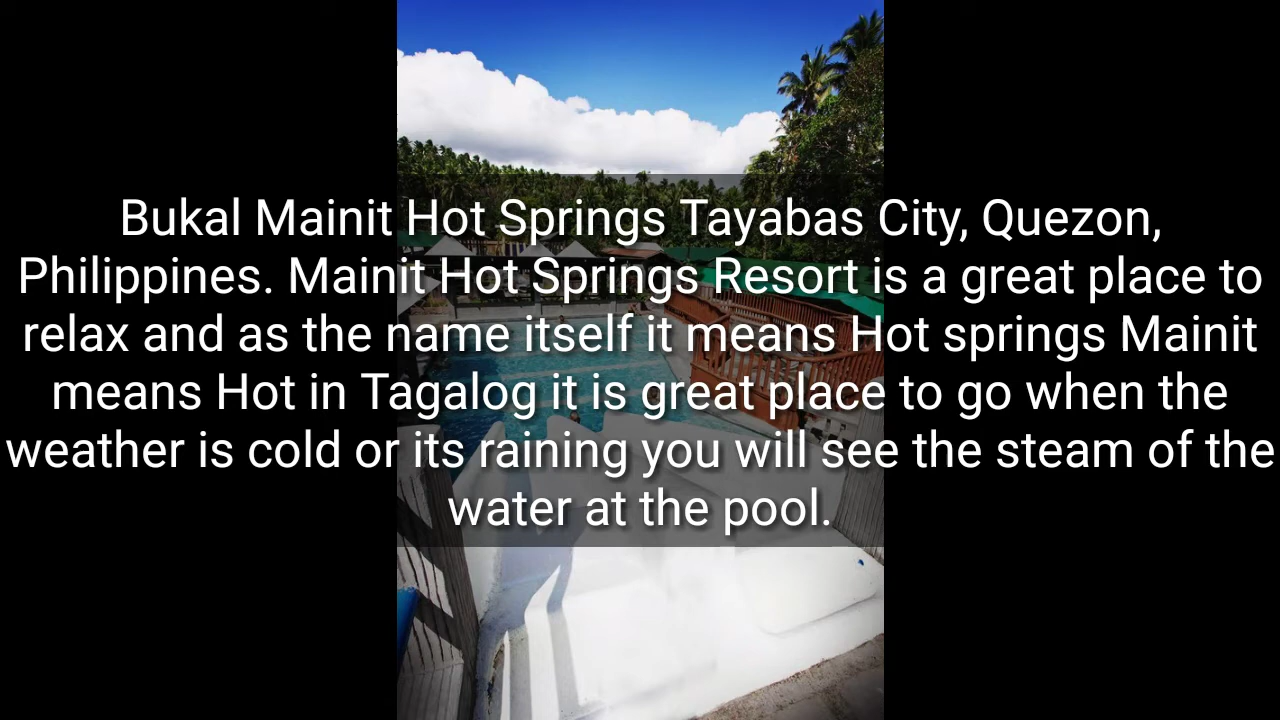 Bukal Mainit Hot Springs Tayabas City, Quezon,
Philippines. Mainit Hot Springs Resort is a great place to
relax and as the name itself it means Hot springs Mainit
means Hot in Tagalog it is great place to go when the
weather is cold or its raining you will see the steam of the
water at the pool.